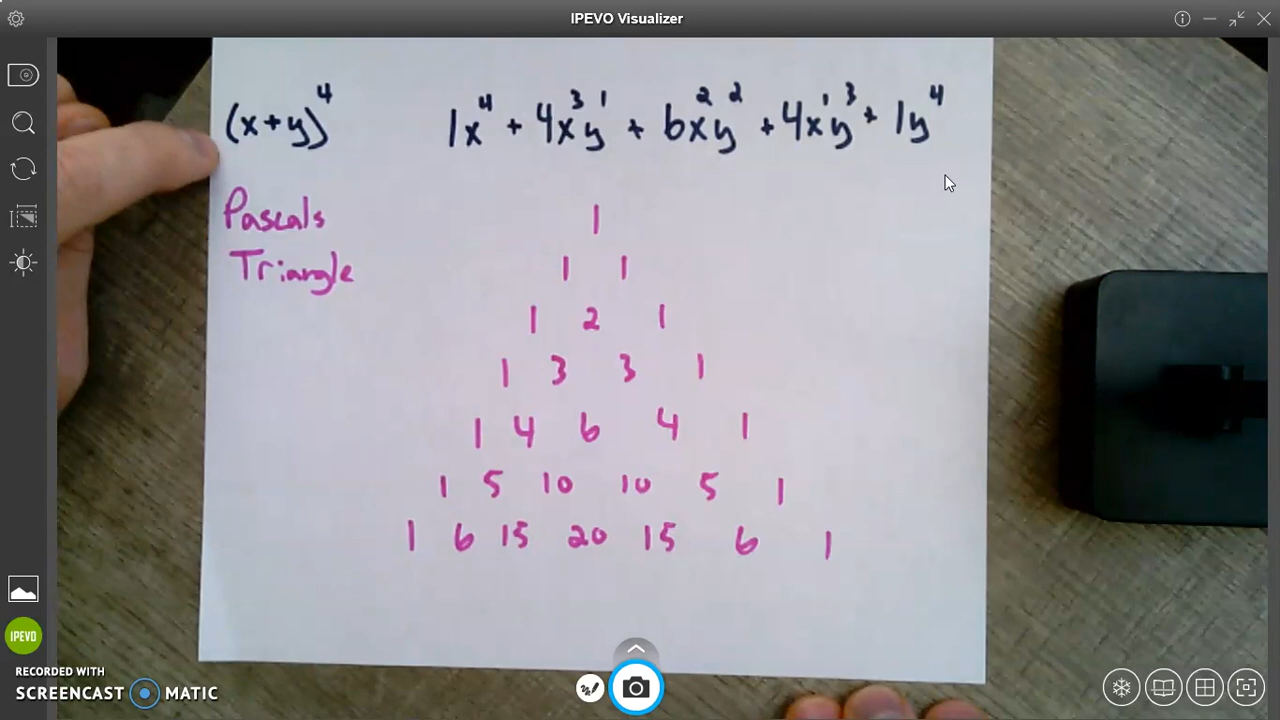 IPEVO Visualizer
(x+y)⁴ 1x⁴ + 4x³y¹ + 6x²y² + 4x¹y³ + 1y⁴
Pascals
Triangle
1
1 1
1 2 1
1 3 3 1
1 4 6 4 1
1 5 10 10 5 1
1 6 15 20 15 6 1
IPEVO
RECORDED WITH
SCREENCAST MATIC